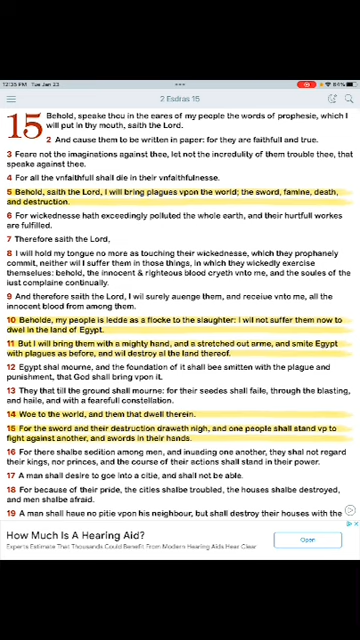 12:35 PM Tue Jan 23
84%
2 Esdras 15
15 Behold, speake thou in the eares of my people the words of prophesie, which I
will put in thy mouth, saith the Lord.
2 And cause them to be written in paper: for they are faithfull and true.
3 Feare not the imaginations against thee, let not the incredulity of them trouble thee, that
speake against thee.
4 For all the vnfaithfull shall die in their vnfaithfulnesse.
5 Behold, saith the Lord, I will bring plagues vpon the world; the sword, famine, death,
and destruction.
6 For wickednesse hath exceedingly polluted the whole earth, and their hurtfull workes
are fulfilled.
7 Therefore saith the Lord,
8 I will hold my tongue no more as touching their wickednesse, which they prophanely
commit, neither wil I suffer them in those things, in which they wickedly exercise
themselues: behold, the innocent & righteous blood cryeth vnto me, and the soules of the
iust complaine continually.
9 And therefore saith the Lord, I wil surely auenge them, and receiue vnto me, all the
innocent blood from among them.
10 Beholde, my people is ledde as a flocke to the slaughter: I wil not suffer them now to
dwel in the land of Egypt.
11 But I will bring them with a mighty hand, and a stretched out arme, and smite Egypt
with plagues as before, and wil destroy al the land thereof.
12 Egypt shal mourne, and the foundation of it shall bee smitten with the plague and
punishment, that God shall bring vpon it.
13 They that till the ground shall mourne: for their seedes shall faile, through the blasting,
and haile, and with a fearefull constellation.
14 Woe to the world, and them that dwell therein.
15 For the sword and their destruction draweth nigh, and one people shall stand vp to
fight against another, and swords in their hands.
16 For there shalbe sedition among men, and inuading one another, they shal not regard
their kings, nor princes, and the course of their actions shall stand in their power.
17 A man shall desire to goe into a citie, and shall not be able.
18 For because of their pride, the cities shalbe troubled, the houses shalbe destroyed,
and men shalbe afraid.
19 A man shall haue no pitie vpon his neighbour, but shall destroy their houses with the
How Much Is A Hearing Aid?
Experts Estimate That Thousands Could Benefit From Modern Hearing Aids Hear Clear
Open